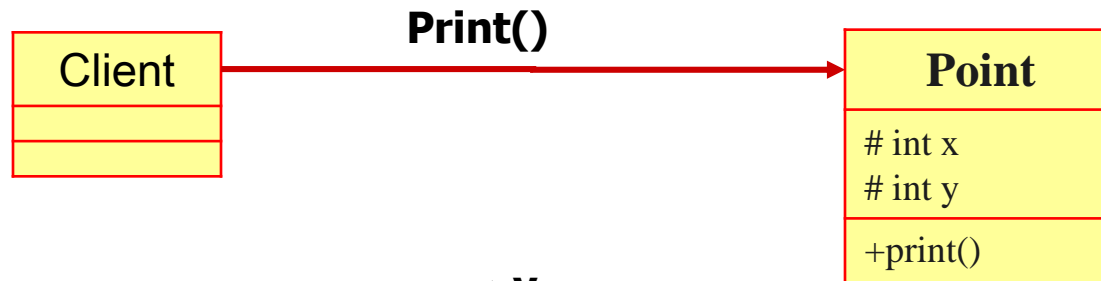 Print()
Client
Point
# int x
# int y
+print()